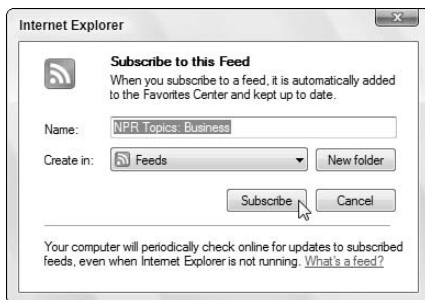 Internet Explorer
Subscribe to this Feed
When you subscribe to a feed, it is automatically added
to the Favorites Center and kept up to date.
Name: NPR Topics: Business
Create in: Feeds New folder
Subscribe Cancel
Your computer will periodically check online for updates to subscribed
feeds, even when Internet Explorer is not running. What's a feed?